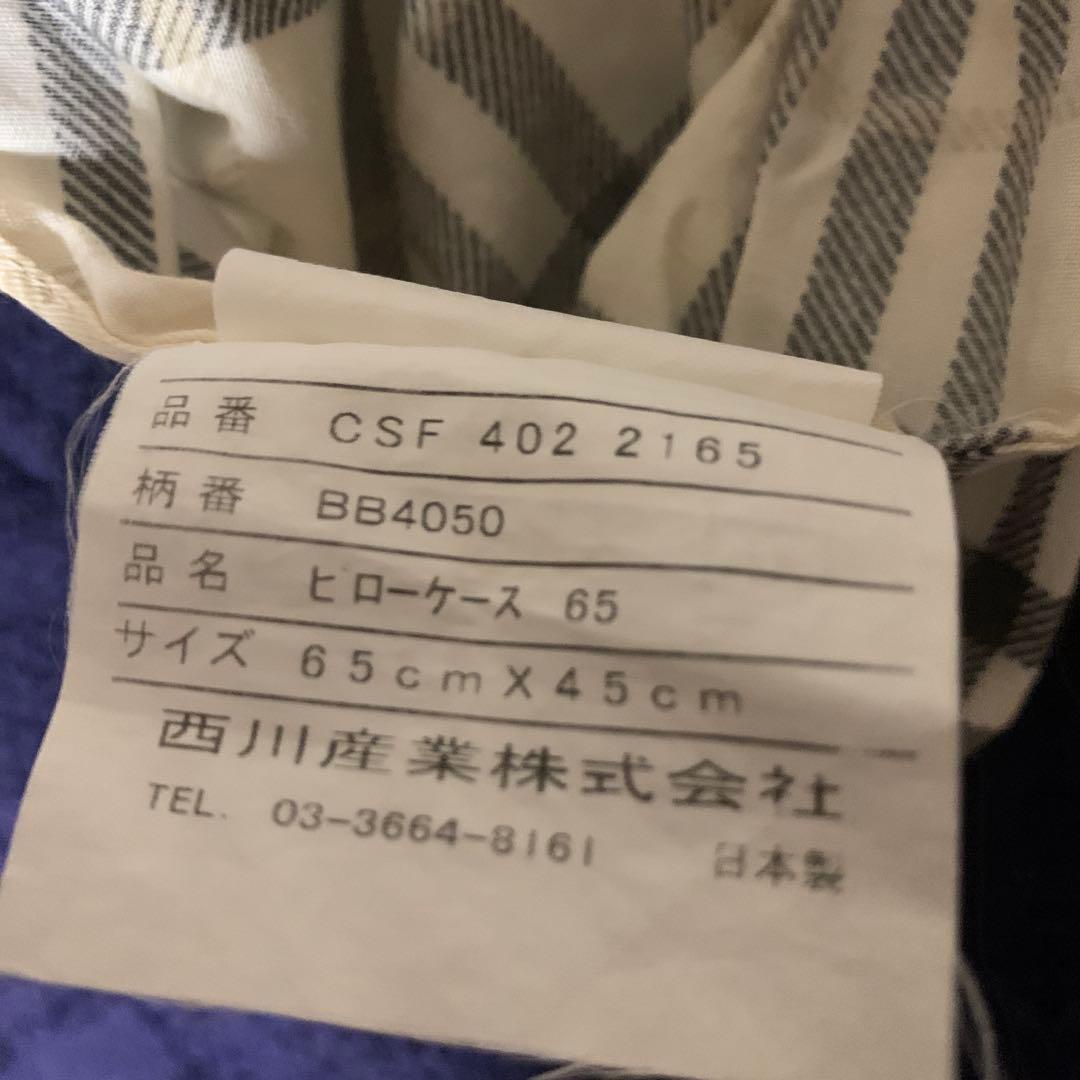 品番 CSF 402 2165
柄番 BB4050
品名 ピローケース 65
サイズ 65cmX45cm
西川産業株式会社
TEL. 03-3664-8161 日本製